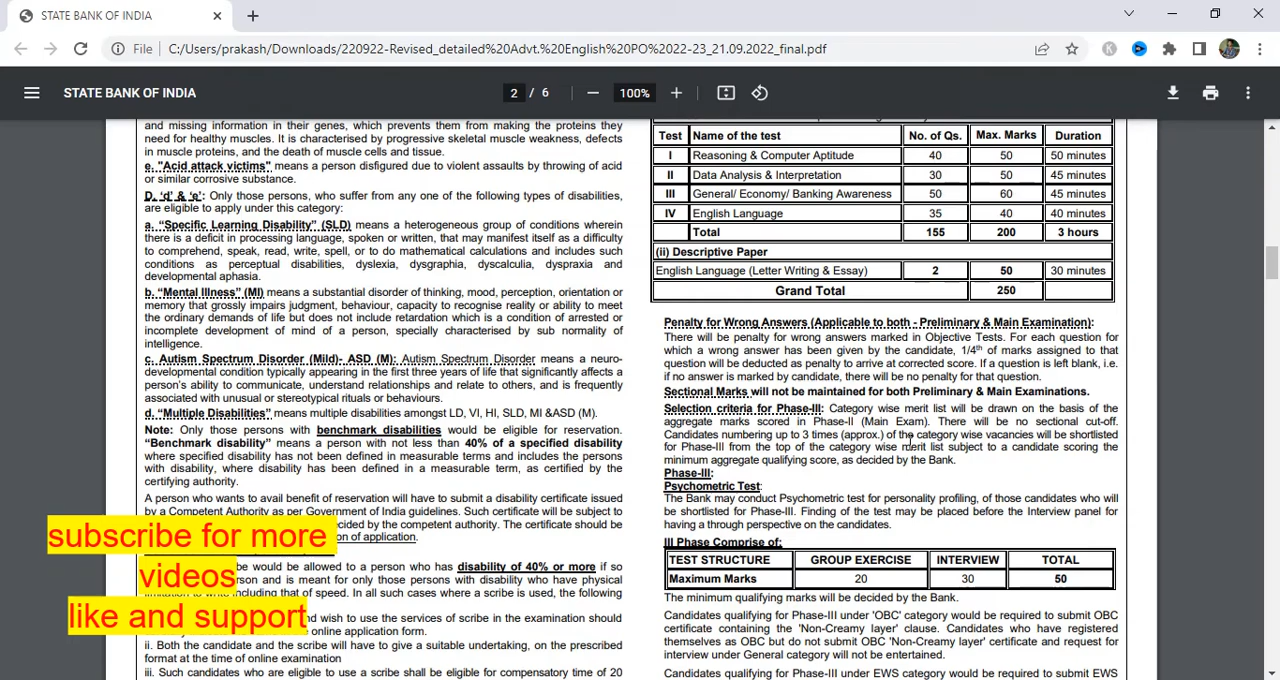 STATE BANK OF INDIA
File C:/Users/prakash/Downloads/220922-Revised_detailed%20Advt.%20English%20PO%202022-23_21.09.2022_final.pdf
STATE BANK OF INDIA
2 / 6
100%
and missing information in their genes, which prevents them from making the proteins they
need for healthy muscles. It is characterised by progressive skeletal muscle weakness, defects
in muscle proteins, and the death of muscle cells and tissue.
e. "Acid attack victims" means a person disfigured due to violent assaults by throwing of acid
or similar corrosive substance.
D. 'd' & 'e': Only those persons, who suffer from any one of the following types of disabilities,
are eligible to apply under this category:
a. “Specific Learning Disability” (SLD) means a heterogeneous group of conditions wherein
there is a deficit in processing language, spoken or written, that may manifest itself as a difficulty
to comprehend, speak, read, write, spell, or to do mathematical calculations and includes such
conditions as perceptual disabilities, dyslexia, dysgraphia, dyscalculia, dyspraxia and
developmental aphasia.
b. “Mental Illness” (MI) means a substantial disorder of thinking, mood, perception, orientation or
memory that grossly impairs judgment, behaviour, capacity to recognise reality or ability to meet
the ordinary demands of life but does not include retardation which is a condition of arrested or
incomplete development of mind of a person, specially characterised by sub normality of
intelligence.
c. Autism Spectrum Disorder (Mild)- ASD (M): Autism Spectrum Disorder means a neuro-
developmental condition typically appearing in the first three years of life that significantly affects a
person's ability to communicate, understand relationships and relate to others, and is frequently
associated with unusual or stereotypical rituals or behaviours.
d. “Multiple Disabilities” means multiple disabilities amongst LD, VI, HI, SLD, MI &ASD (M).
Note: Only those persons with benchmark disabilities would be eligible for reservation.
“Benchmark disability” means a person with not less than 40% of a specified disability
where specified disability has not been defined in measurable terms and includes the persons
with disability, where disability has been defined in a measurable term, as certified by the
certifying authority.
A person who wants to avail benefit of reservation will have to submit a disability certificate issued
by a Competent Authority as per Government of India guidelines. Such certificate will be subject to
ecided by the competent authority. The certificate should be
on of application.
be would be allowed to a person who has disability of 40% or more if so
erson and is meant for only those persons with disability who have physical
limitation to write including that of speed. In all such cases where a scribe is used, the following
nd wish to use the services of scribe in the examination should
online application form.
ii. Both the candidate and the scribe will have to give a suitable undertaking, on the prescribed
format at the time of online examination
iii. Such candidates who are eligible to use a scribe shall be eligible for compensatory time of 20
subscribe for more
videos
like and support
Test Name of the test No. of Qs. Max. Marks Duration
I Reasoning & Computer Aptitude 40 50 50 minutes
II Data Analysis & Interpretation 30 50 45 minutes
III General/ Economy/ Banking Awareness 50 60 45 minutes
IV English Language 35 40 40 minutes
Total 155 200 3 hours
(ii) Descriptive Paper
English Language (Letter Writing & Essay) 2 50 30 minutes
Grand Total 250
Penalty for Wrong Answers (Applicable to both - Preliminary & Main Examination):
There will be penalty for wrong answers marked in Objective Tests. For each question for
which a wrong answer has been given by the candidate, 1/4th of marks assigned to that
question will be deducted as penalty to arrive at corrected score. If a question is left blank, i.e.
if no answer is marked by candidate, there will be no penalty for that question.
Sectional Marks will not be maintained for both Preliminary & Main Examinations.
Selection criteria for Phase-III: Category wise merit list will be drawn on the basis of the
aggregate marks scored in Phase-II (Main Exam). There will be no sectional cut-off.
Candidates numbering up to 3 times (approx.) of the category wise vacancies will be shortlisted
for Phase-III from the top of the category wise merit list subject to a candidate scoring the
minimum aggregate qualifying score, as decided by the Bank.
Phase-III:
Psychometric Test:
The Bank may conduct Psychometric test for personality profiling, of those candidates who will
be shortlisted for Phase-III. Finding of the test may be placed before the Interview panel for
having a through perspective on the candidates.
III Phase Comprise of:
TEST STRUCTURE GROUP EXERCISE INTERVIEW TOTAL
Maximum Marks 20 30 50
The minimum qualifying marks will be decided by the Bank.
Candidates qualifying for Phase-III under 'OBC' category would be required to submit OBC
certificate containing the 'Non-Creamy layer' clause. Candidates who have registered
themselves as OBC but do not submit OBC 'Non-Creamy layer' certificate and request for
interview under General category will not be entertained.
Candidates qualifying for Phase-III under EWS category would be required to submit EWS